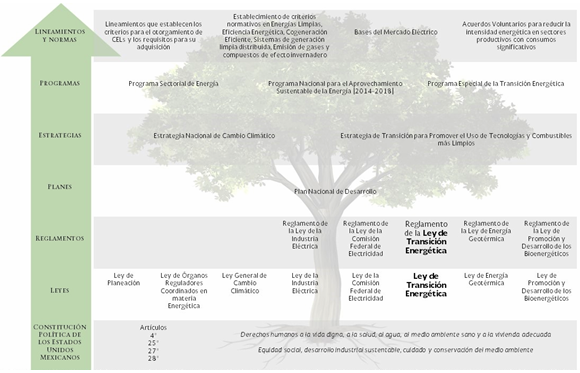 LINEAMIENTOS
Y NORMAS
Lineamientos que establecen los
criterios para el otorgamiento de
CELs y los requisitos para su
adquisición
Establecimiento de criterios
normativos en Energías Limpias,
Eficiencia Energética, Cogeneración
Eficiente, Sistemas de generación
limpia distribuida, Emisión de gases y
compuestos de efecto invernadero
Bases del Mercado Eléctrico
Acuerdos Voluntarios para reducir la
intensidad energética en sectores
productivos con consumos
significativos
PROGRAMAS
Programa Sectorial de Energía
Programa Nacional para el Aprovechamiento
Sustentable de la Energía [2014-2018]
Programa Especial de la Transición Energética
ESTRATEGIAS
Estrategia Nacional de Cambio Climático
Estrategia de Transición para Promover el Uso de Tecnologías y Combustibles
más Limpios
PLANES
Plan Nacional de Desarrollo
REGLAMENTOS
Reglamento
de la Ley de la
Industria
Eléctrica
Reglamento de
la Ley de la
Comisión
Federal de
Electricidad
Reglamento
de la Ley de
Transición
Energética
Reglamento de
la Ley de Energía
Geotérmica
Reglamento de
la Ley de
Promoción y
Desarrollo de los
Bioenergéticos
LEYES
Ley de
Planeación
Ley de Órganos
Reguladores
Coordinados en
materia
Energética
Ley General de
Cambio
Climático
Ley de la
Industria
Eléctrica
Ley de la
Comisión
Federal de
Electricidad
Ley de
Transición
Energética
Ley de Energía
Geotérmica
Ley de
Promoción y
Desarrollo de los
Bioenergéticos
CONSTITUCIÓN
POLÍTICA DE
LOS ESTADOS
UNIDOS
MEXICANOS
Artículos
4°
25°
27°
28°
Derechos humanos a la vida digna, a la salud, al agua, al medio ambiente sano y a la vivienda adecuada
Equidad social, desarrollo industrial sustentable, cuidado y conservación del medio ambiente